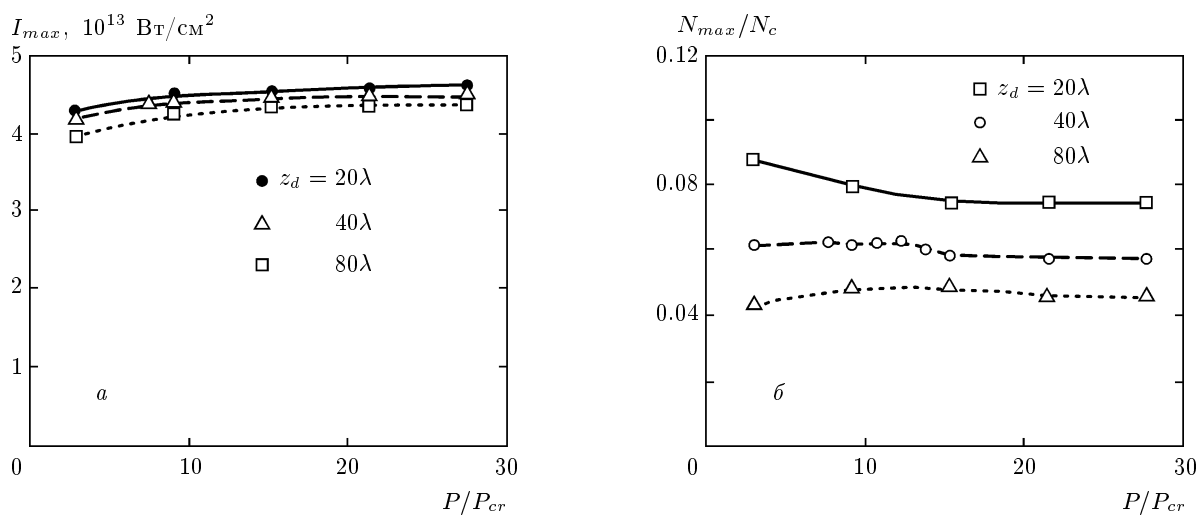 I_max, 10^13 Вт/см^2
5
4
3
2
1
0
10
20
30
P/P_cr
z_d = 20λ
40λ
80λ
а
N_max/N_c
0.12
0.08
0.04
0
10
20
30
P/P_cr
z_d = 20λ
40λ
80λ
б